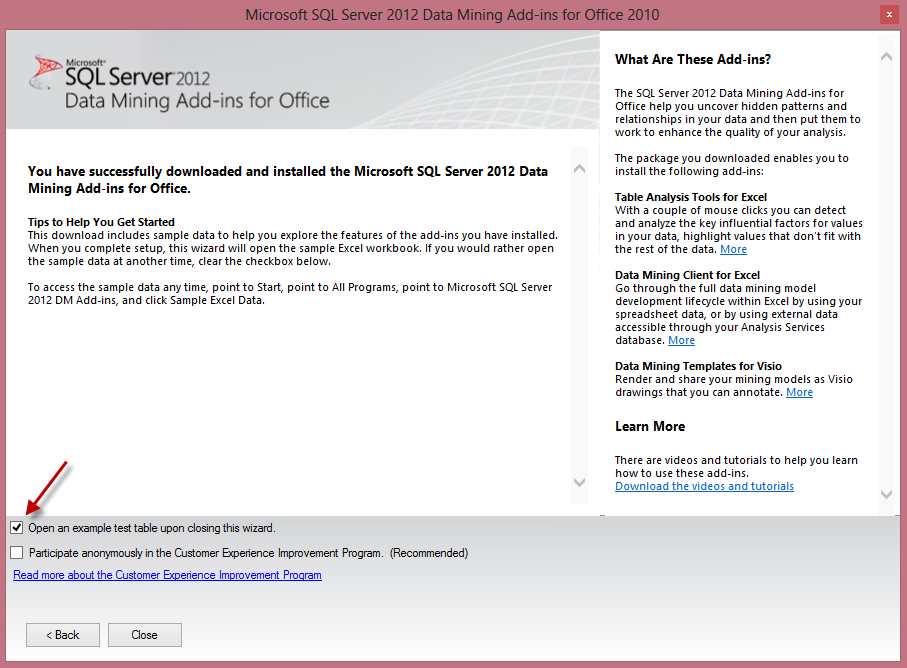 Microsoft SQL Server 2012 Data Mining Add-ins for Office 2010
x
Microsoft®
SQL Server® 2012
Data Mining Add-ins for Office
You have successfully downloaded and installed the Microsoft SQL Server 2012 Data
Mining Add-ins for Office.
Tips to Help You Get Started
This download includes sample data to help you explore the features of the add-ins you have installed.
When you complete setup, this wizard will open the sample Excel workbook. If you would rather open
the sample data at another time, clear the checkbox below.
To access the sample data any time, point to Start, point to All Programs, point to Microsoft SQL Server
2012 DM Add-ins, and click Sample Excel Data.
What Are These Add-ins?
The SQL Server 2012 Data Mining Add-ins for
Office help you uncover hidden patterns and
relationships in your data and then put them to
work to enhance the quality of your analysis.
The package you downloaded enables you to
install the following add-ins:
Table Analysis Tools for Excel
With a couple of mouse clicks you can detect
and analyze the key influential factors for values
in your data, highlight values that don't fit with
the rest of the data. More
Data Mining Client for Excel
Go through the full data mining model
development lifecycle within Excel by using your
spreadsheet data, or by using external data
accessible through your Analysis Services
database. More
Data Mining Templates for Visio
Render and share your mining models as Visio
drawings that you can annotate. More
Learn More
There are videos and tutorials to help you learn
how to use these add-ins.
Download the videos and tutorials
Open an example test table upon closing this wizard.
Participate anonymously in the Customer Experience Improvement Program. (Recommended)
Read more about the Customer Experience Improvement Program
< Back
Close